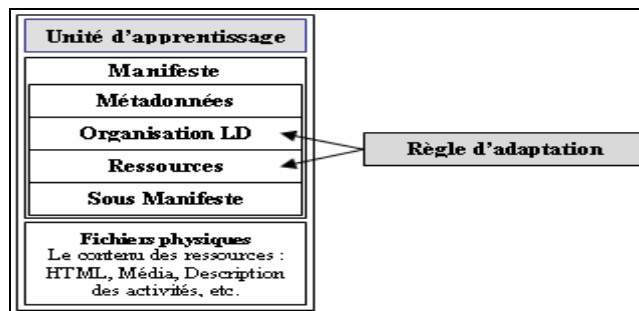 Unité d'apprentissage
Manifeste
Métadonnées
Organisation LD
Ressources
Sous Manifeste
Règle d'adaptation
Fichiers physiques
Le contenu des ressources :
HTML, Média, Description
des activités, etc.